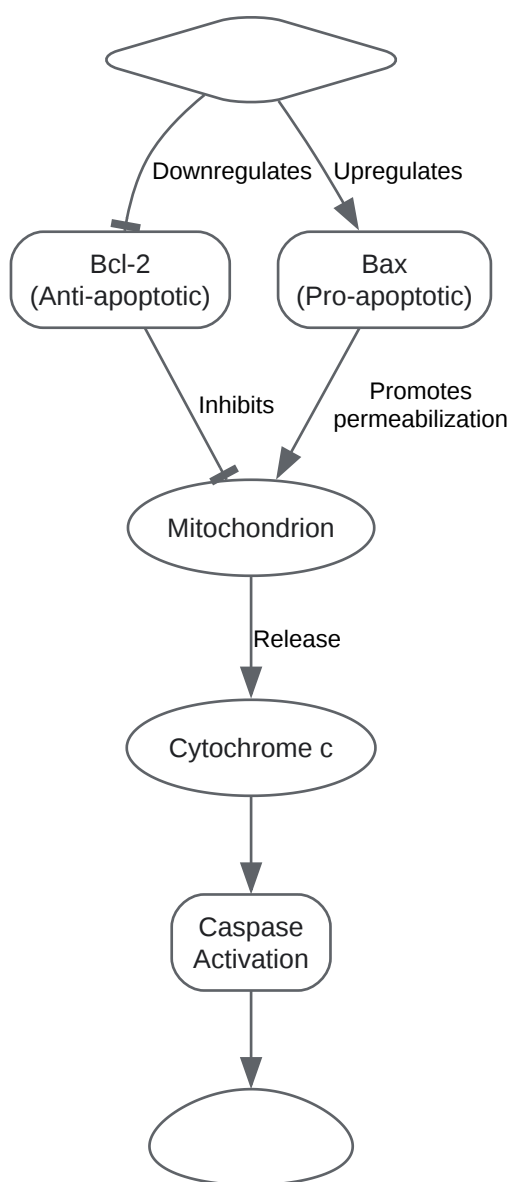 Downregulates
Upregulates
Bcl-2
(Anti-apoptotic)
Bax
(Pro-apoptotic)
Inhibits
Promotes
permeabilization
Mitochondrion
Release
Cytochrome c
Caspase
Activation